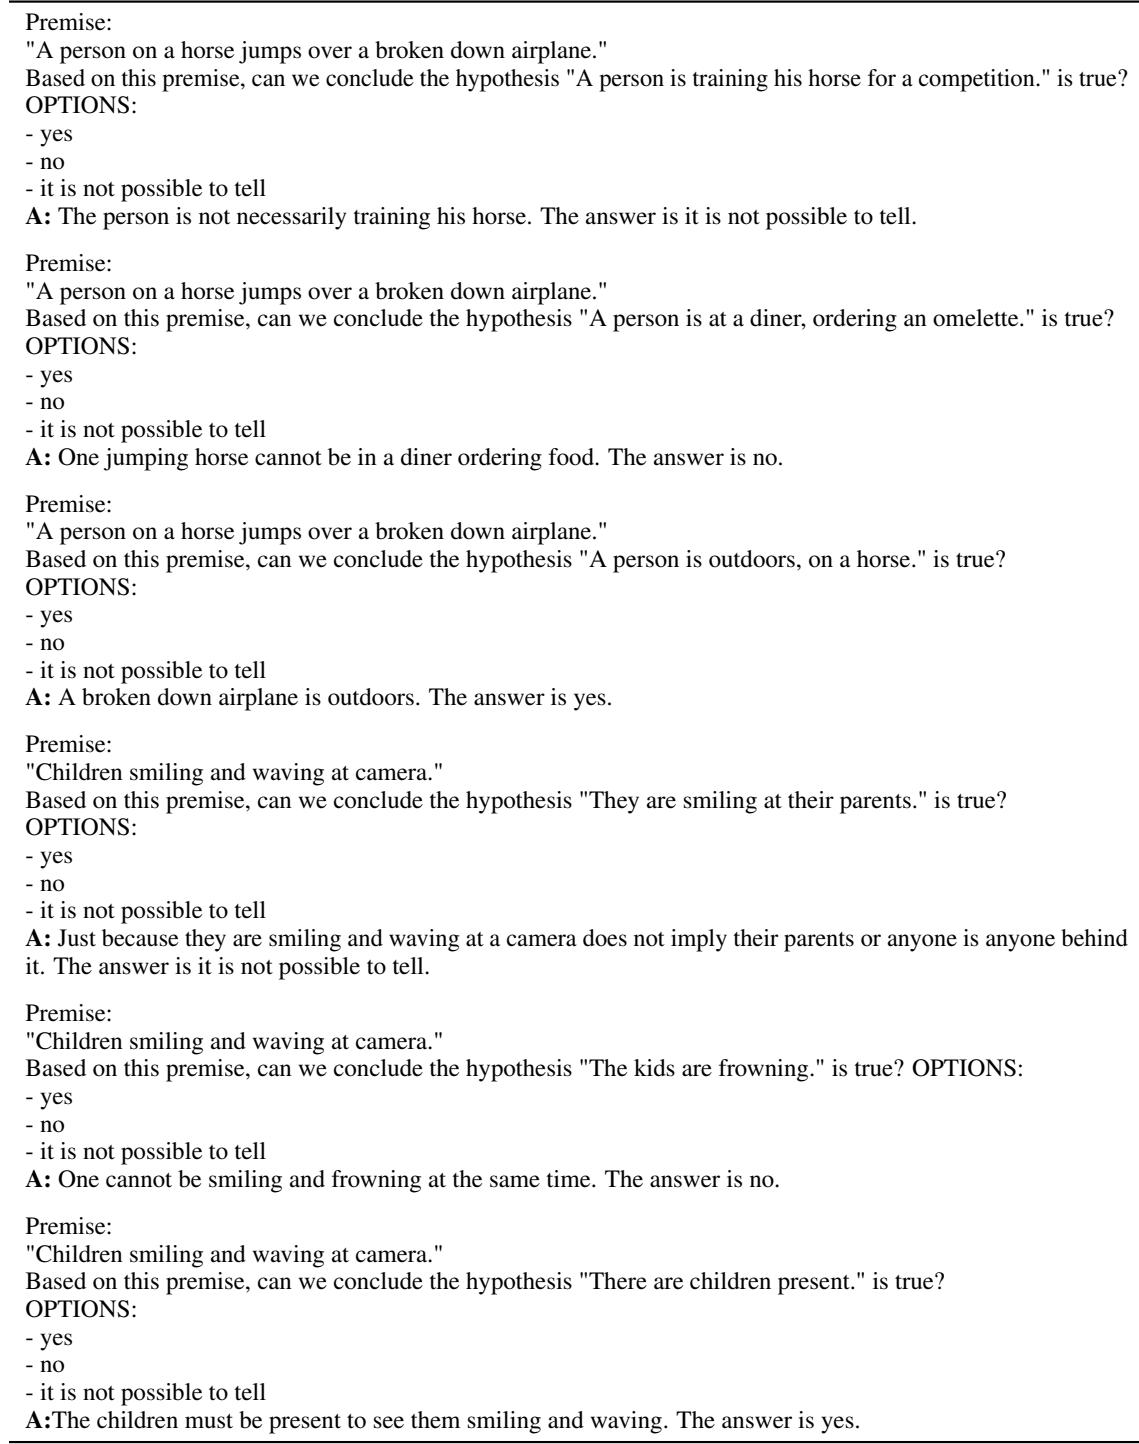 Premise:
"A person on a horse jumps over a broken down airplane."
Based on this premise, can we conclude the hypothesis "A person is training his horse for a competition." is true?
OPTIONS:
- yes
- no
- it is not possible to tell
A: The person is not necessarily training his horse. The answer is it is not possible to tell.
Premise:
"A person on a horse jumps over a broken down airplane."
Based on this premise, can we conclude the hypothesis "A person is at a diner, ordering an omelette." is true?
OPTIONS:
- yes
- no
- it is not possible to tell
A: One jumping horse cannot be in a diner ordering food. The answer is no.
Premise:
"A person on a horse jumps over a broken down airplane."
Based on this premise, can we conclude the hypothesis "A person is outdoors, on a horse." is true?
OPTIONS:
- yes
- no
- it is not possible to tell
A: A broken down airplane is outdoors. The answer is yes.
Premise:
"Children smiling and waving at camera."
Based on this premise, can we conclude the hypothesis "They are smiling at their parents." is true?
OPTIONS:
- yes
- no
- it is not possible to tell
A: Just because they are smiling and waving at a camera does not imply their parents or anyone is anyone behind
it. The answer is it is not possible to tell.
Premise:
"Children smiling and waving at camera."
Based on this premise, can we conclude the hypothesis "The kids are frowning." is true? OPTIONS:
- yes
- no
- it is not possible to tell
A: One cannot be smiling and frowning at the same time. The answer is no.
Premise:
"Children smiling and waving at camera."
Based on this premise, can we conclude the hypothesis "There are children present." is true?
OPTIONS:
- yes
- no
- it is not possible to tell
A:The children must be present to see them smiling and waving. The answer is yes.